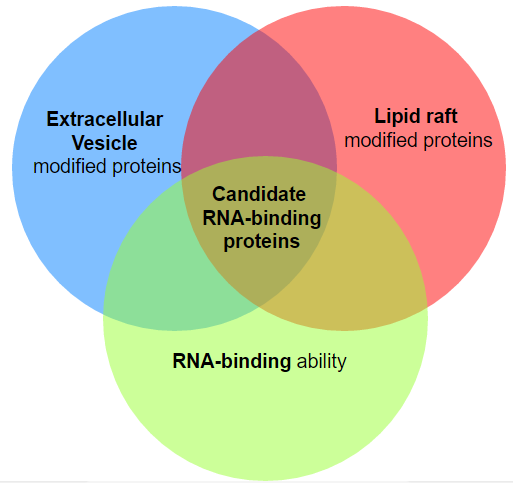 Extracellular
Vesicle
modified proteins
Lipid raft
modified proteins
Candidate
RNA-binding
proteins
RNA-binding ability